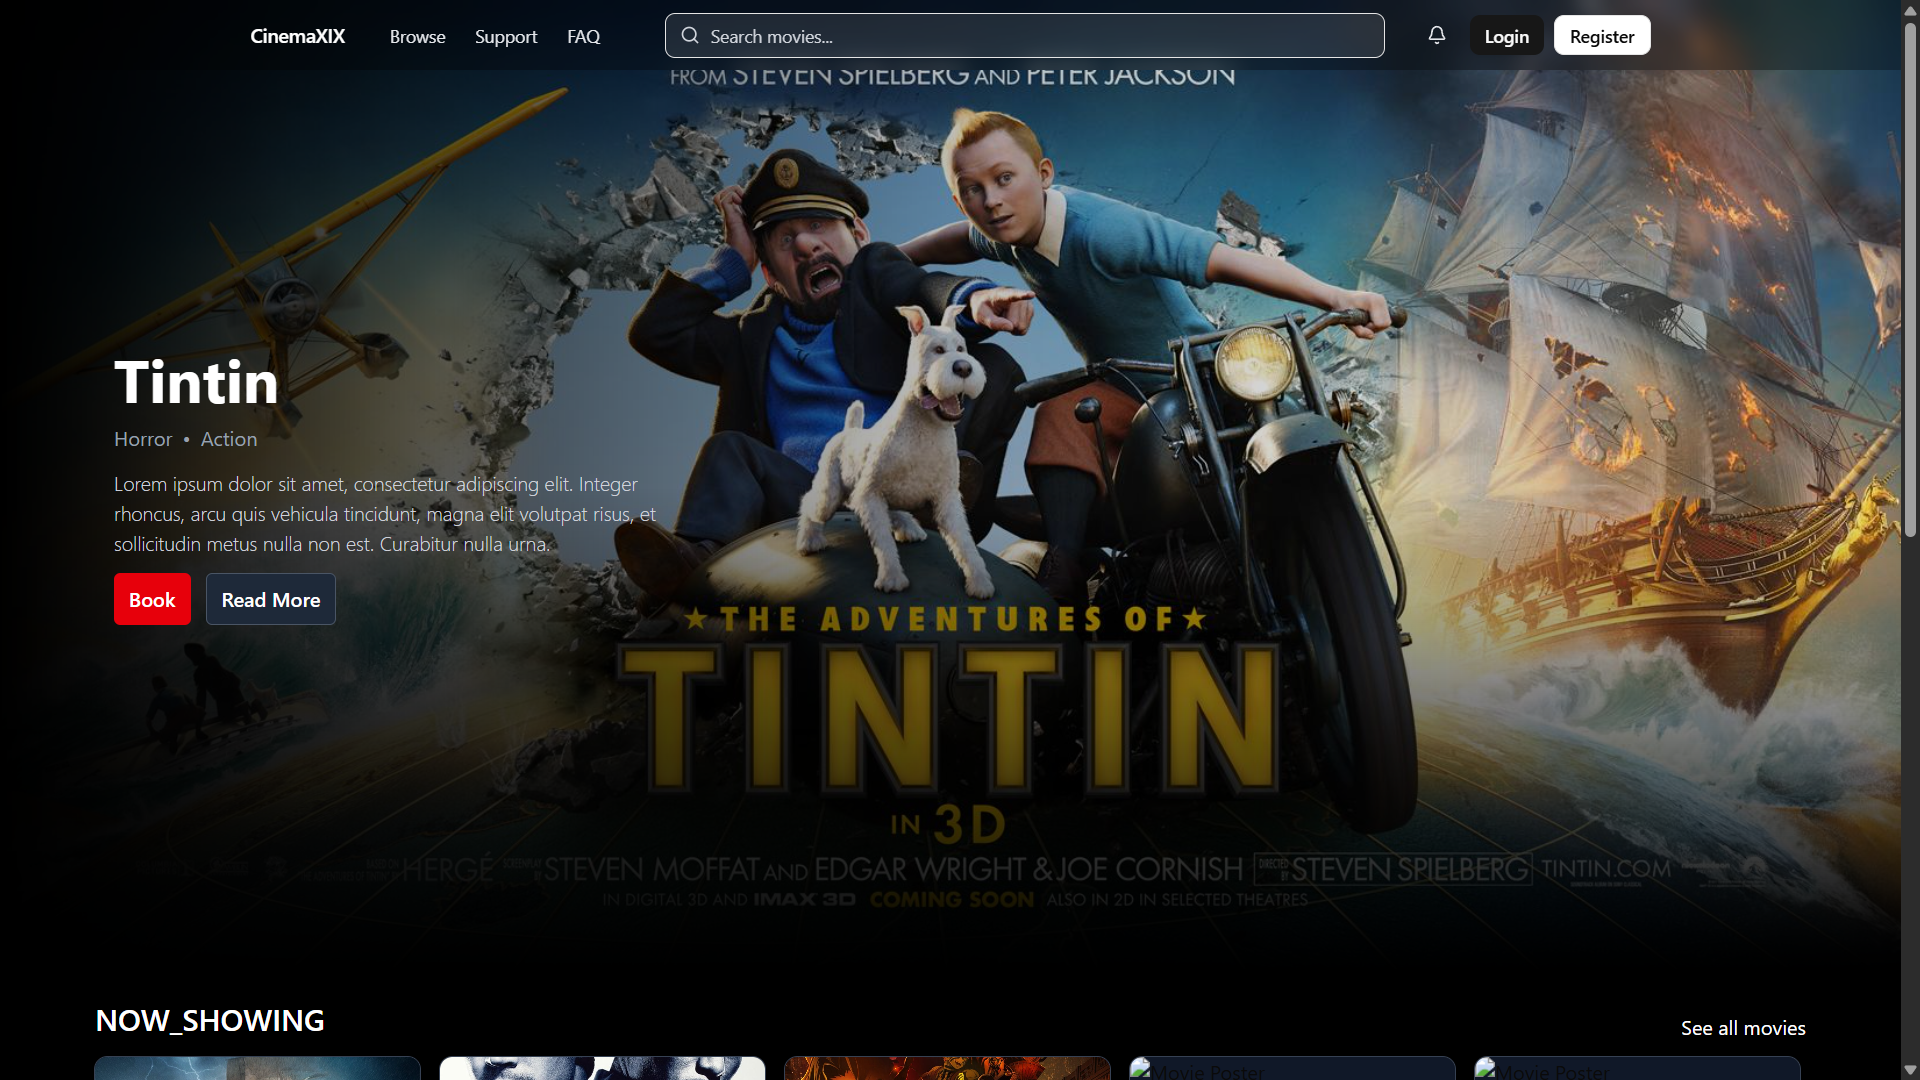 CinemaXIX Browse Support FAQ Search movies... Login Register
FROM STEVEN SPIELBERG AND PETER JACKSON
Tintin
Horror • Action
Lorem ipsum dolor sit amet, consectetur adipiscing elit. Integer
rhoncus, arcu quis vehicula tincidunt, magna elit volutpat risus, et
sollicitudin metus nulla non est. Curabitur nulla urna.
Book Read More
★THE ADVENTURES OF★
TINTIN
IN 3D
HERGÉ SCREENPLAY BY STEVEN MOFFAT AND EDGAR WRIGHT & JOE CORNISH DIRECTED BY STEVEN SPIELBERG TINTIN.COM
IN DIGITAL 3D AND IMAX 3D COMING SOON ALSO IN 2D IN SELECTED THEATRES
NOW_SHOWING
See all movies
Movie Poster Movie Poster